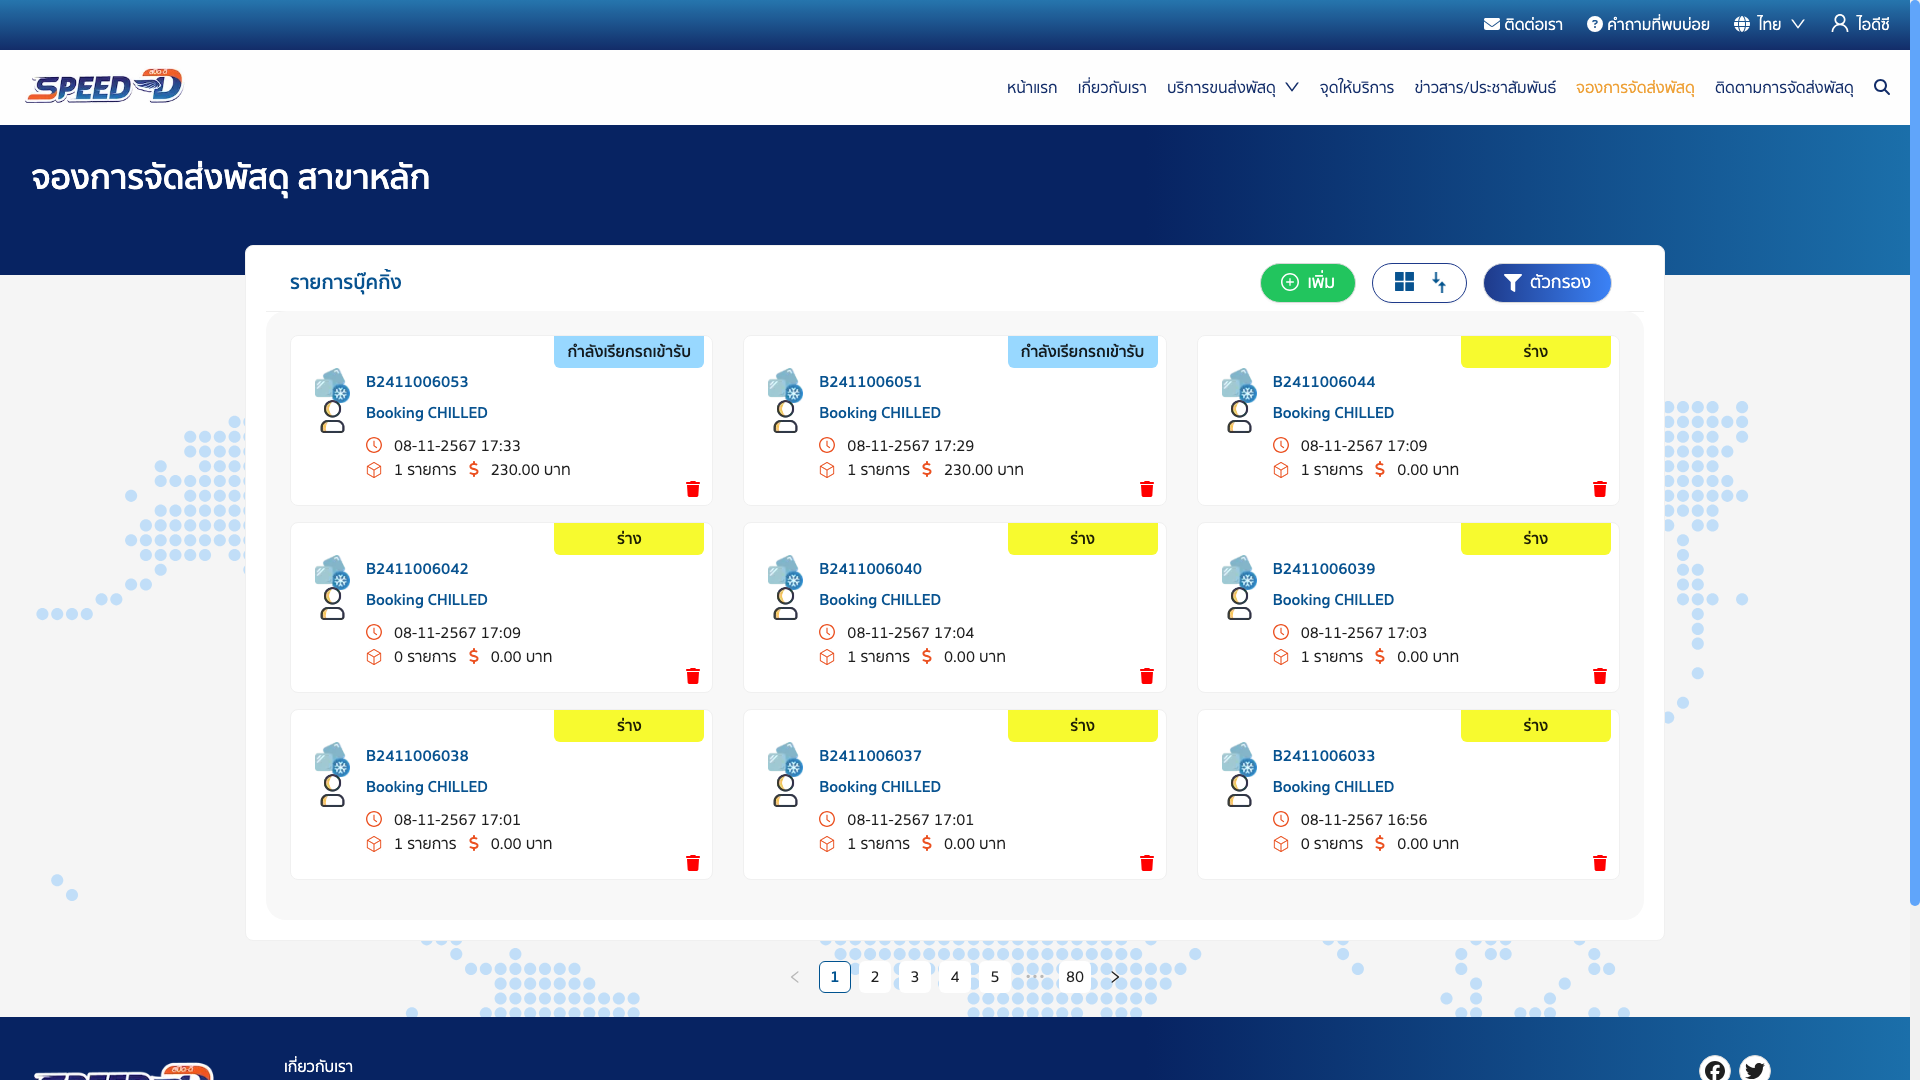 ติดต่อเรา คำถามที่พบบ่อย ไทย ไอดีซี
SPEED-D สปีด-ดี
หน้าแรก เกี่ยวกับเรา บริการขนส่งพัสดุ จุดให้บริการ ข่าวสาร/ประชาสัมพันธ์ จองการจัดส่งพัสดุ ติดตามการจัดส่งพัสดุ
จองการจัดส่งพัสดุ สาขาหลัก
รายการบุ๊คกิ้ง
เพิ่ม
ตัวกรอง
กำลังเรียกรถเข้ารับ
B2411006053
Booking CHILLED
08-11-2567 17:33
1 รายการ $ 230.00 บาท
กำลังเรียกรถเข้ารับ
B2411006051
Booking CHILLED
08-11-2567 17:29
1 รายการ $ 230.00 บาท
ร่าง
B2411006044
Booking CHILLED
08-11-2567 17:09
1 รายการ $ 0.00 บาท
ร่าง
B2411006042
Booking CHILLED
08-11-2567 17:09
0 รายการ $ 0.00 บาท
ร่าง
B2411006040
Booking CHILLED
08-11-2567 17:04
1 รายการ $ 0.00 บาท
ร่าง
B2411006039
Booking CHILLED
08-11-2567 17:03
1 รายการ $ 0.00 บาท
ร่าง
B2411006038
Booking CHILLED
08-11-2567 17:01
1 รายการ $ 0.00 บาท
ร่าง
B2411006037
Booking CHILLED
08-11-2567 17:01
1 รายการ $ 0.00 บาท
ร่าง
B2411006033
Booking CHILLED
08-11-2567 16:56
0 รายการ $ 0.00 บาท
1 2 3 4 5 ••• 80
สปีด-ดี
เกี่ยวกับเรา